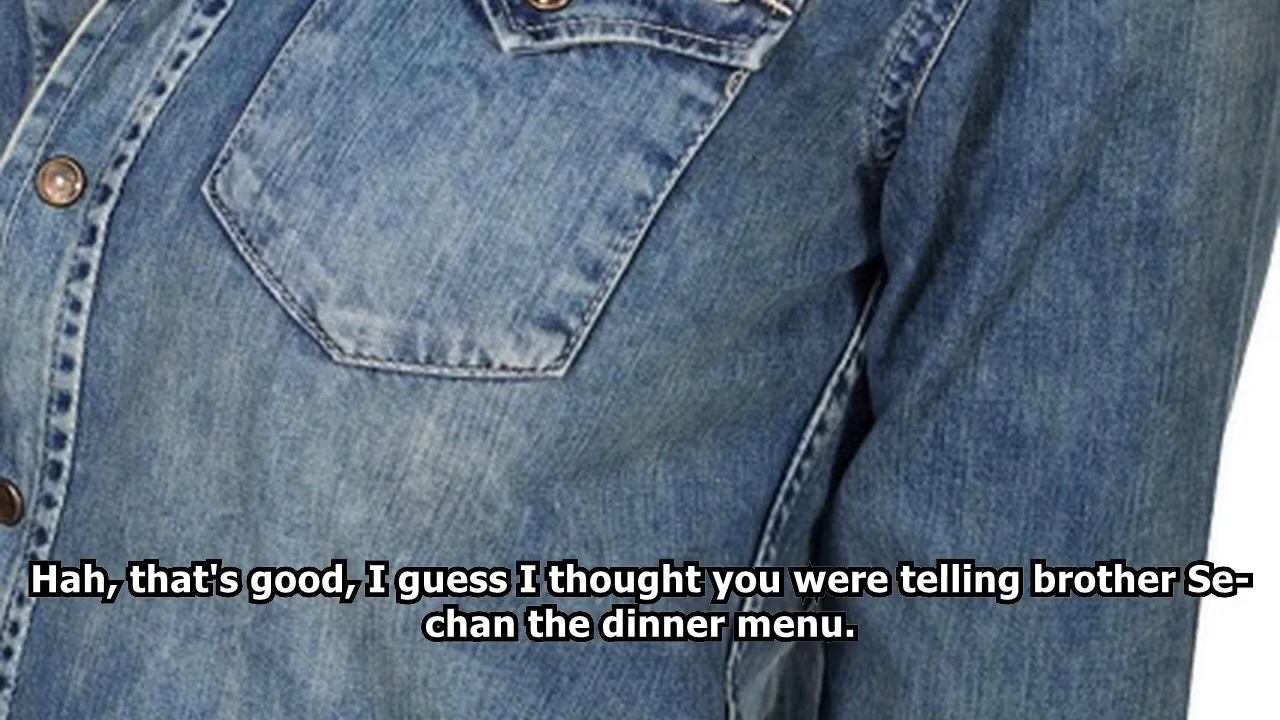 Hah, that's good, I guess I thought you were telling brother Se-
chan the dinner menu.